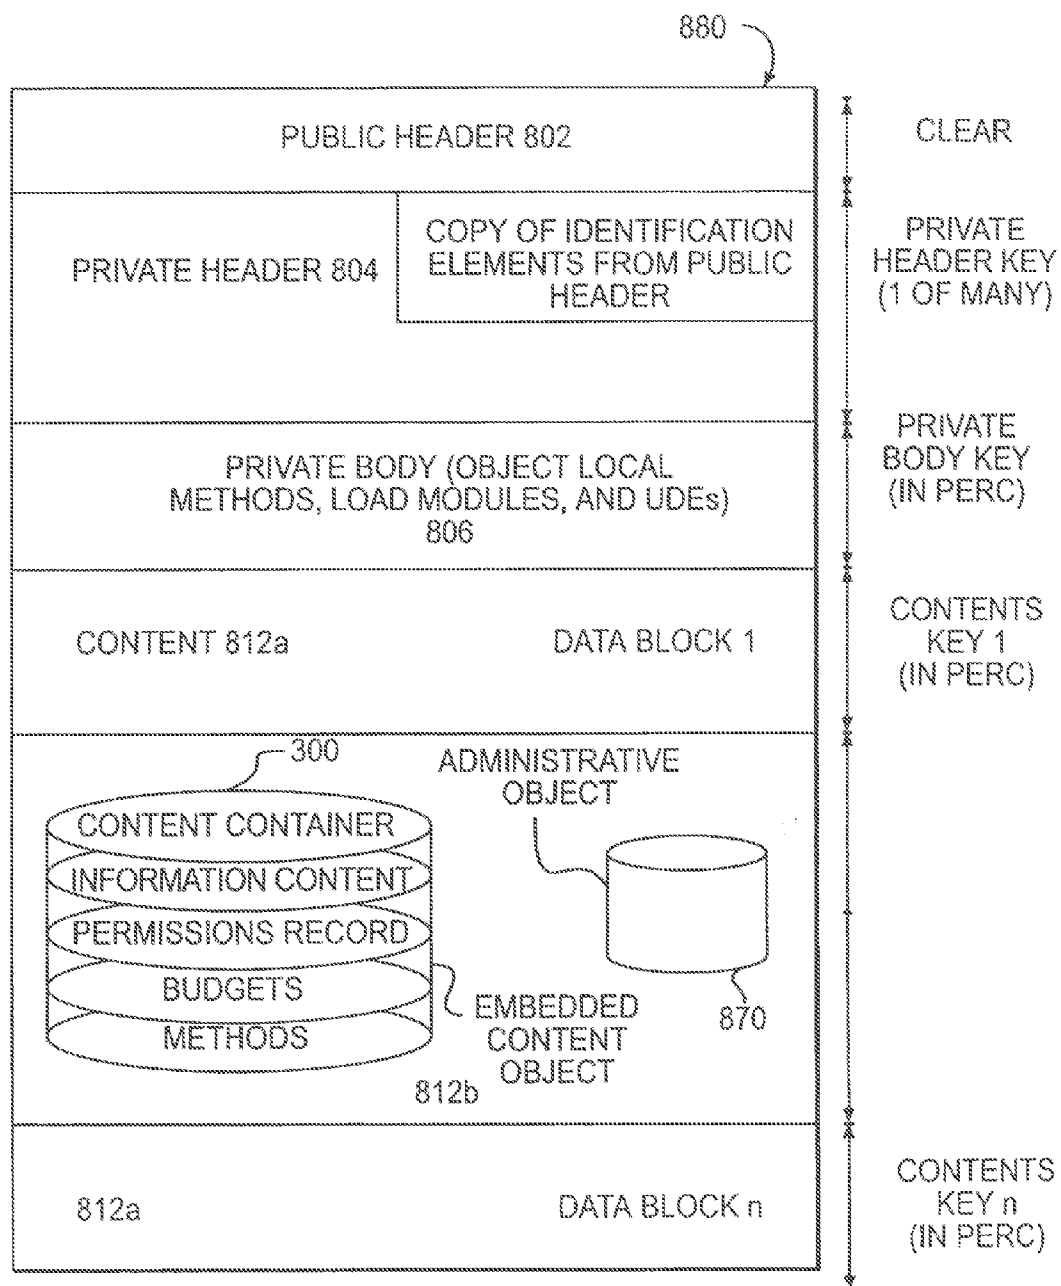 880
PUBLIC HEADER 802
CLEAR
PRIVATE HEADER 804
COPY OF IDENTIFICATION
ELEMENTS FROM PUBLIC
HEADER
PRIVATE
HEADER KEY
(1 OF MANY)
PRIVATE BODY (OBJECT LOCAL
METHODS, LOAD MODULES, AND UDEs)
806
PRIVATE
BODY KEY
(IN PERC)
CONTENT 812a
DATA BLOCK 1
CONTENTS
KEY 1
(IN PERC)
300
CONTENT CONTAINER
INFORMATION CONTENT
PERMISSIONS RECORD
BUDGETS
METHODS
ADMINISTRATIVE
OBJECT
870
EMBEDDED
CONTENT
OBJECT
812b
812a
DATA BLOCK n
CONTENTS
KEY n
(IN PERC)